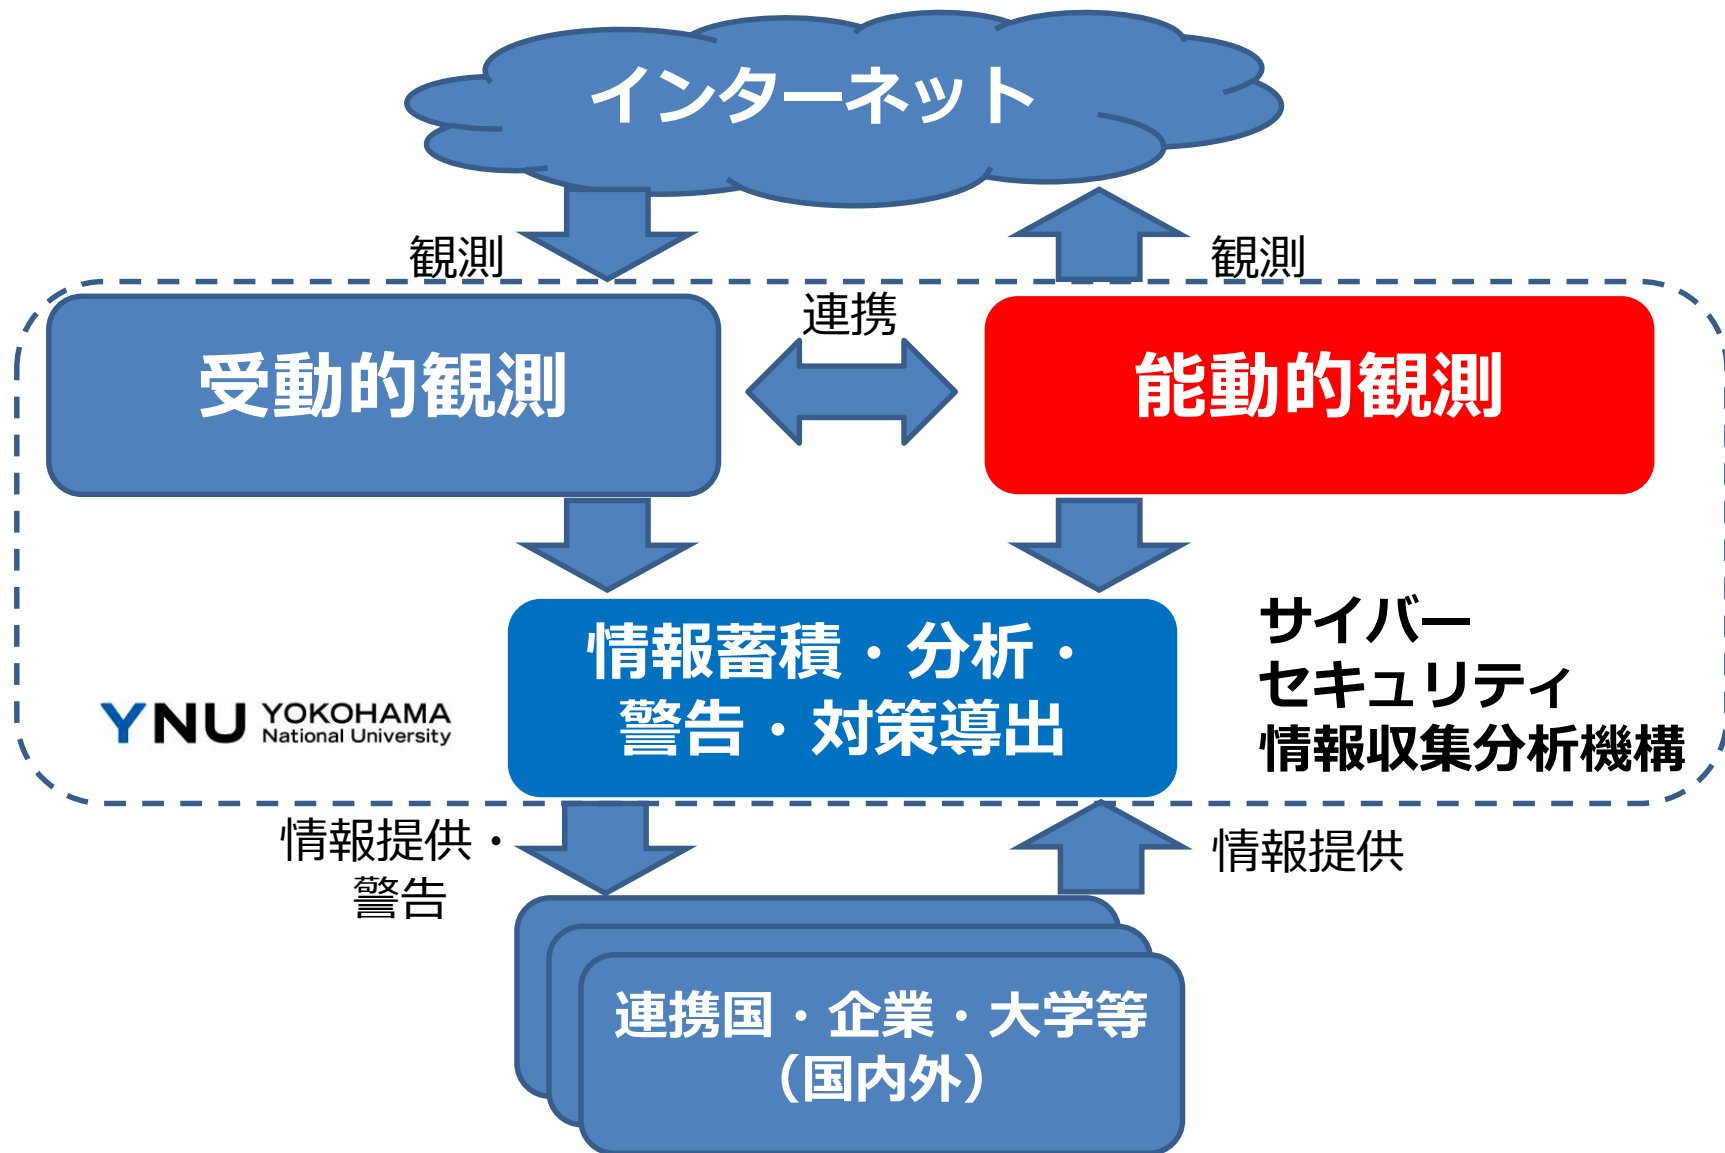 インターネット
観測
観測
連携
受動的観測
能動的観測
情報蓄積・分析・
警告・対策導出
サイバー
セキュリティ
情報収集分析機構
YNU YOKOHAMA
National University
情報提供・
警告
情報提供
連携国・企業・大学等
（国内外）